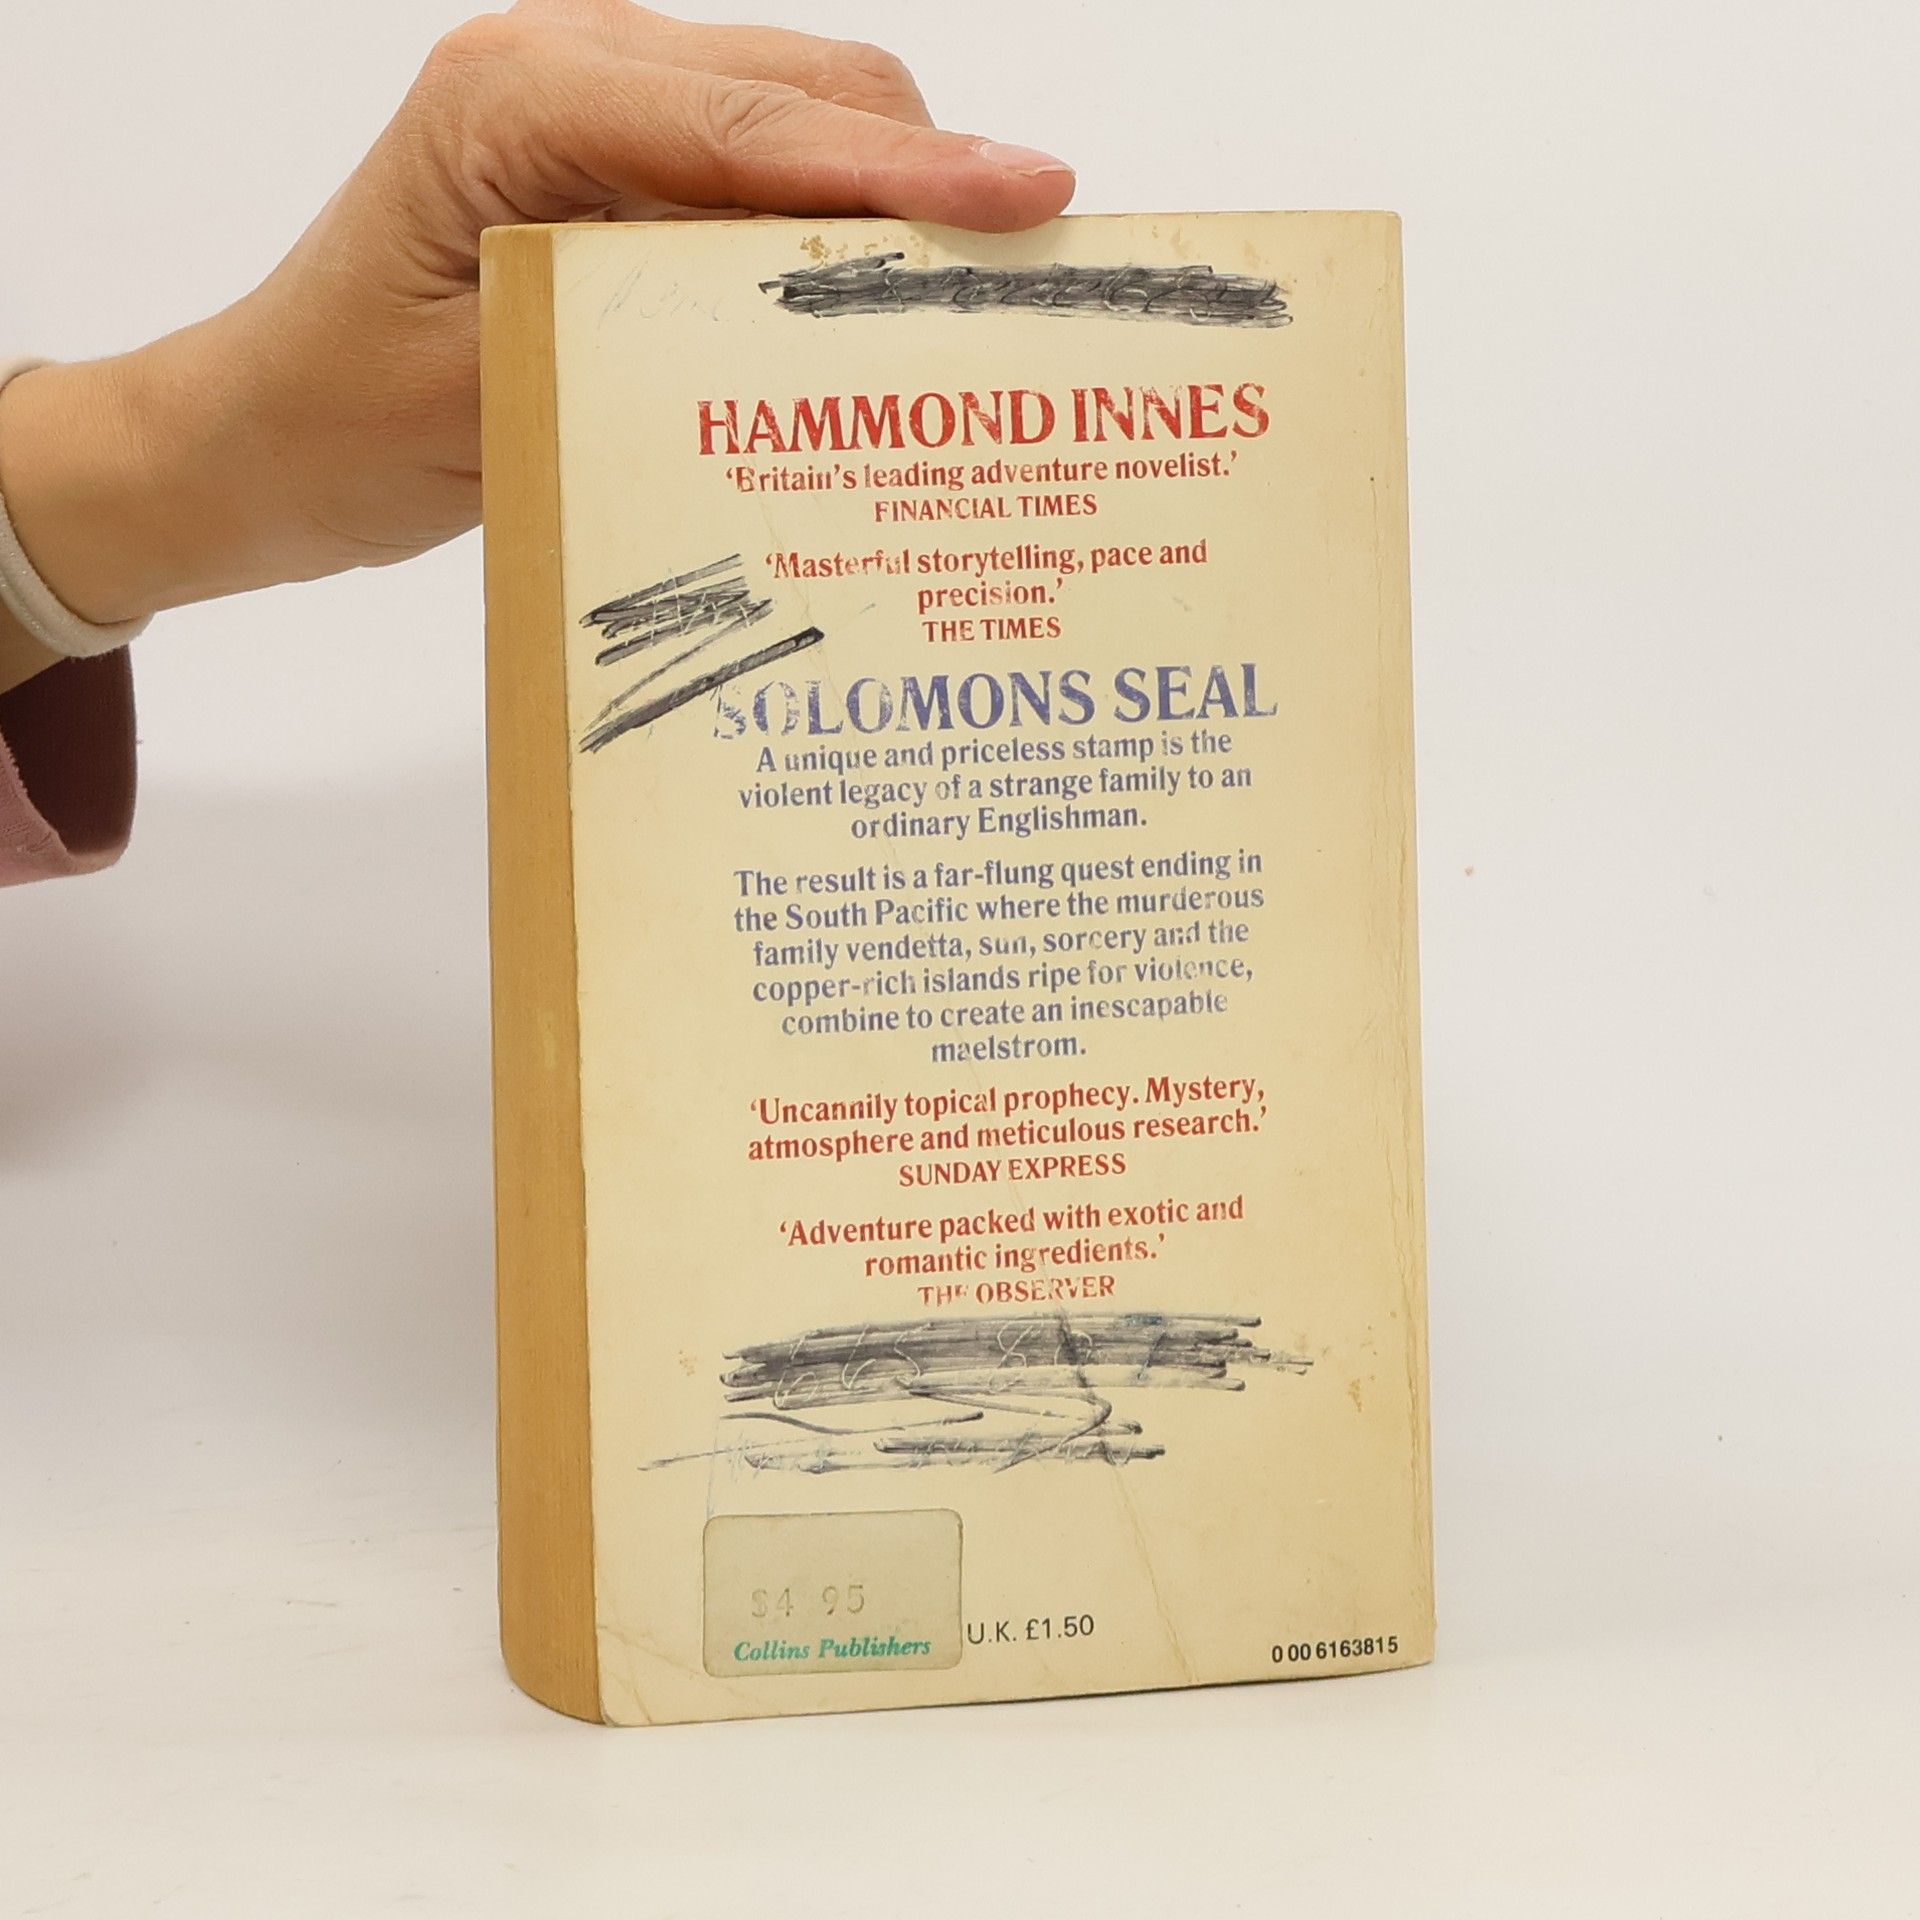 HAMMOND INNES
‘Britain’s leading adventure novelist.’
FINANCIAL TIMES
‘Masterful storytelling, pace and
precision.’
THE TIMES
SOLOMONS SEAL
A unique and priceless stamp is the
violent legacy of a strange family to an
ordinary Englishman.
The result is a far-flung quest ending in
the South Pacific where the murderous
family vendetta, sun, sorcery and the
copper-rich islands ripe for violence,
combine to create an inescapable
maelstrom.
‘Uncannily topical prophecy. Mystery,
atmosphere and meticulous research.’
SUNDAY EXPRESS
‘Adventure packed with exotic and
romantic ingredients.’
THE OBSERVER
$4 95
Collins Publishers
U.K. £1.50
0 00 6163815